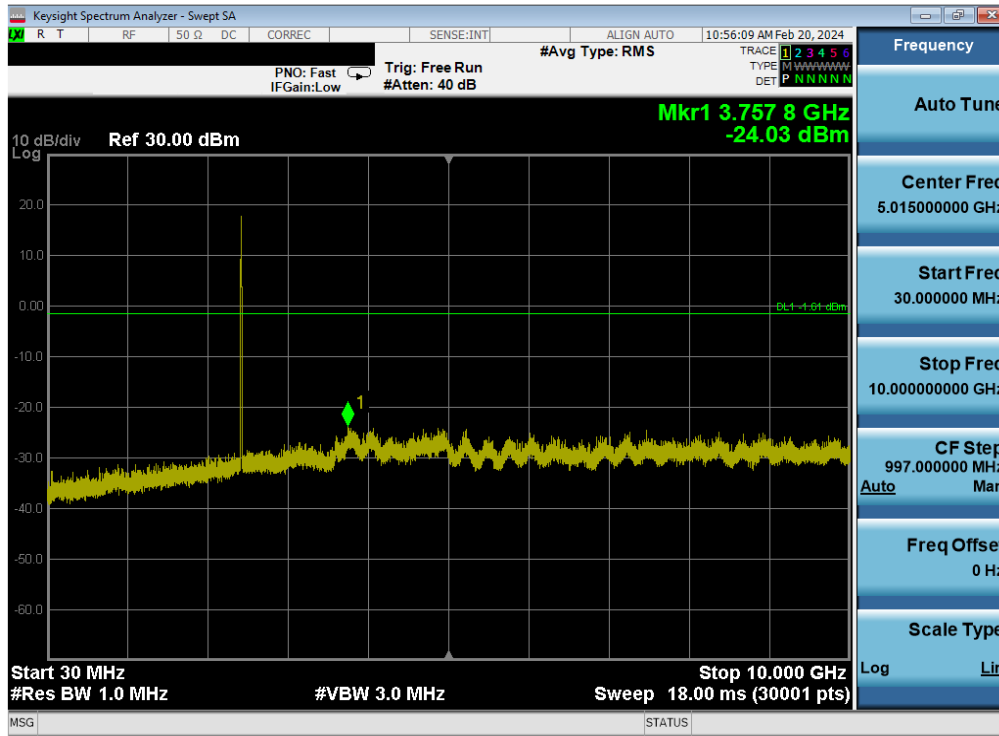 Keysight Spectrum Analyzer - Swept SA
LXI R T RF 50 Ω DC CORREC SENSE:INT ALIGN AUTO 10:56:09 AM Feb 20, 2024
#Avg Type: RMS TRACE 1 2 3 4 5 6
PNO: Fast Trig: Free Run TYPE M WWWWW
IFGain:Low #Atten: 40 dB DET P N N N N N
Mkr1 3.757 8 GHz
-24.03 dBm
10 dB/div Ref 30.00 dBm
Log
20.0
10.0
0.00
DL1 -1.61 dBm
-10.0
-20.0
1
-30.0
-40.0
-50.0
-60.0
Start 30 MHz Stop 10.000 GHz
#Res BW 1.0 MHz #VBW 3.0 MHz Sweep 18.00 ms (30001 pts)
MSG STATUS
Frequency
Auto Tune
Center Freq
5.015000000 GHz
Start Freq
30.000000 MHz
Stop Freq
10.000000000 GHz
CF Step
997.000000 MHz
Auto Man
Freq Offset
0 Hz
Scale Type
Log Lin